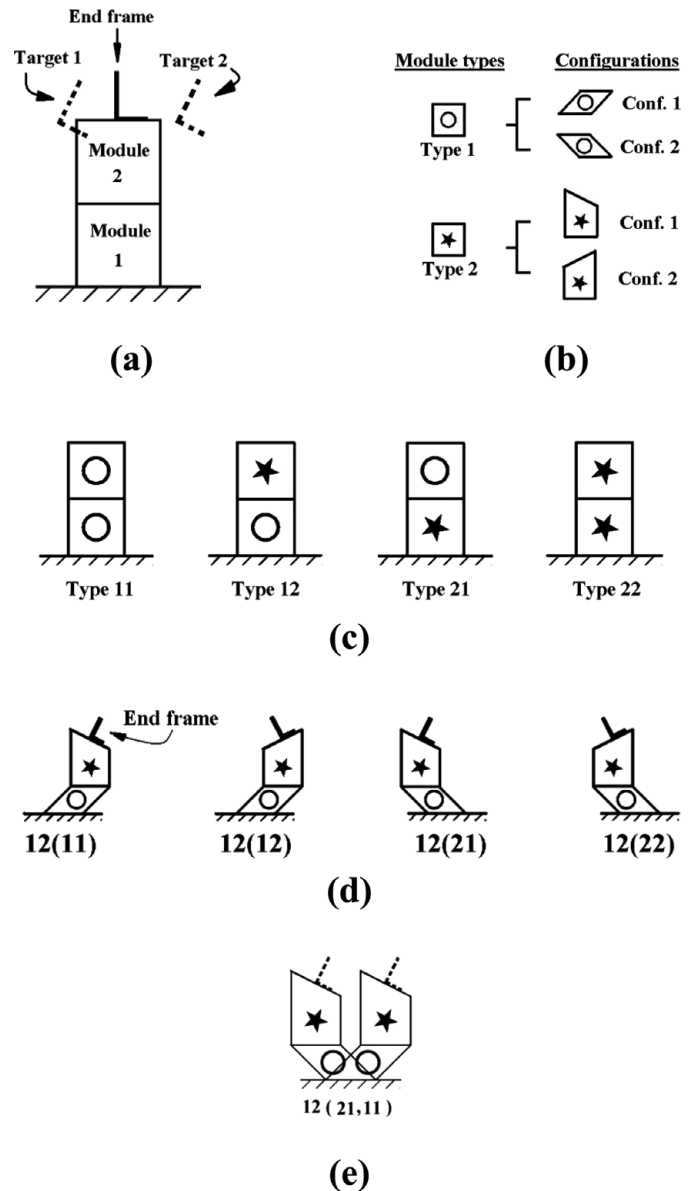 End frame
Target 1
Target 2
Module
2
Module
1
(a)
Module types
Configurations
Type 1
Conf. 1
Conf. 2
Type 2
Conf. 1
Conf. 2
(b)
Type 11
Type 12
Type 21
Type 22
(c)
End frame
12(11)
12(12)
12(21)
12(22)
(d)
12 ( 21,11 )
(e)